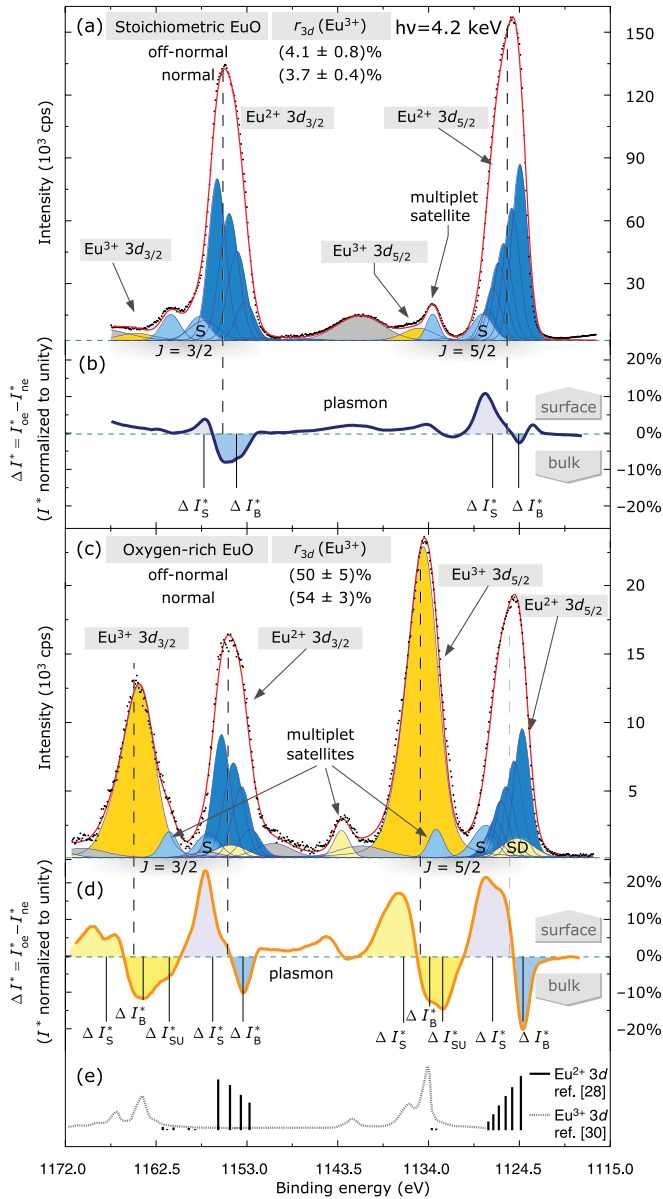 (a) Stoichiometric EuO r3d (Eu3+) hν=4.2 keV
off-normal (4.1 ± 0.8)%
normal (3.7 ± 0.4)%
Eu2+ 3d3/2
Eu2+ 3d5/2
multiplet
satellite
Eu3+ 3d3/2
Eu3+ 3d5/2
S
S
J = 3/2
J = 5/2
Intensity (10³ cps)
150
120
90
60
30
(b)
plasmon
surface
bulk
ΔI*S
ΔI*B
ΔI*S
ΔI*B
ΔI* = I*oe − I*ne
(I* normalized to unity)
20%
10%
0%
−10%
−20%
(c) Oxygen-rich EuO r3d (Eu3+)
off-normal (50 ± 5)%
normal (54 ± 3)%
Eu3+ 3d5/2
Eu2+ 3d5/2
Eu3+ 3d3/2
Eu2+ 3d3/2
multiplet
satellites
S
S
SD
J = 3/2
J = 5/2
Intensity (10³ cps)
20
15
10
5
(d)
surface
bulk
plasmon
ΔI*S
ΔI*B
ΔI*SU
ΔI*S
ΔI*B
ΔI*S
ΔI*B
ΔI*SU
ΔI*S
ΔI*B
ΔI* = I*oe − I*ne
(I* normalized to unity)
20%
10%
0%
−10%
−20%
(e)
Eu2+ 3d
ref. [28]
Eu3+ 3d
ref. [30]
1172.0 1162.5 1153.0 1143.5 1134.0 1124.5 1115.0
Binding energy (eV)